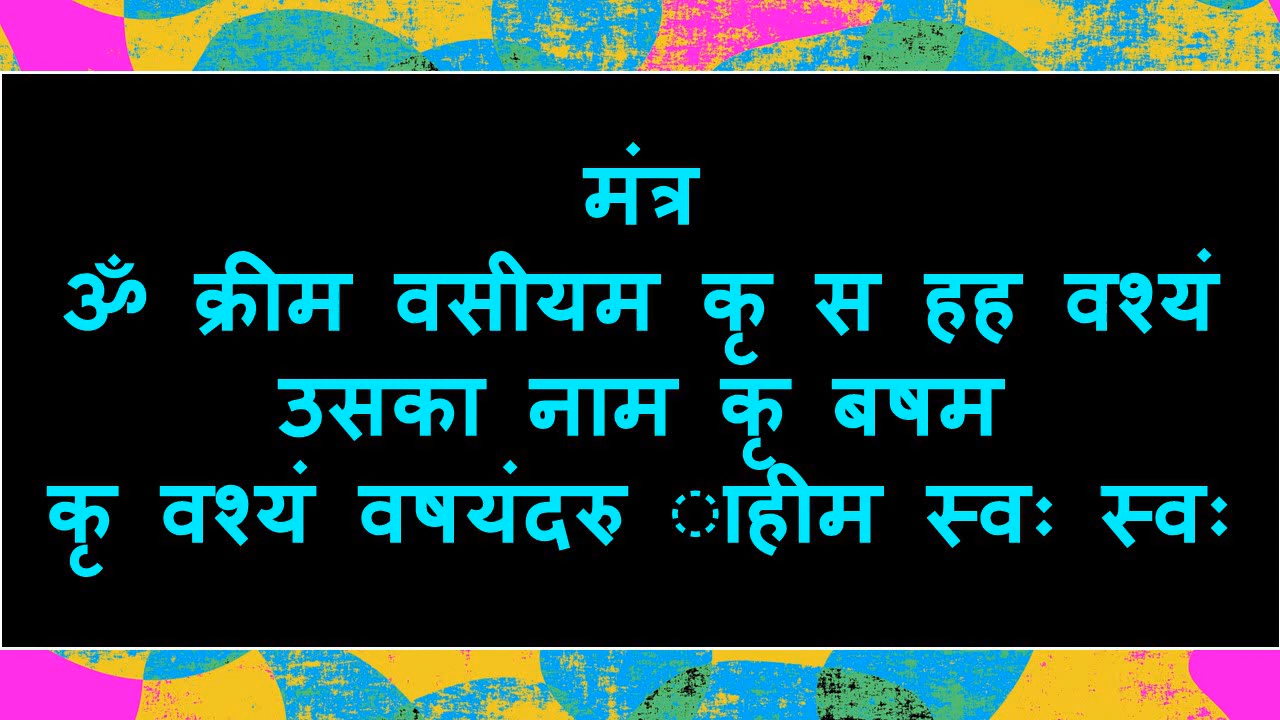 मंत्र
ॐ क्रीम वसीयम कृ स हह वश्यं
उसका नाम कृ बषम
कृ वश्यं वषयंदरु ाहीम स्वः स्वः